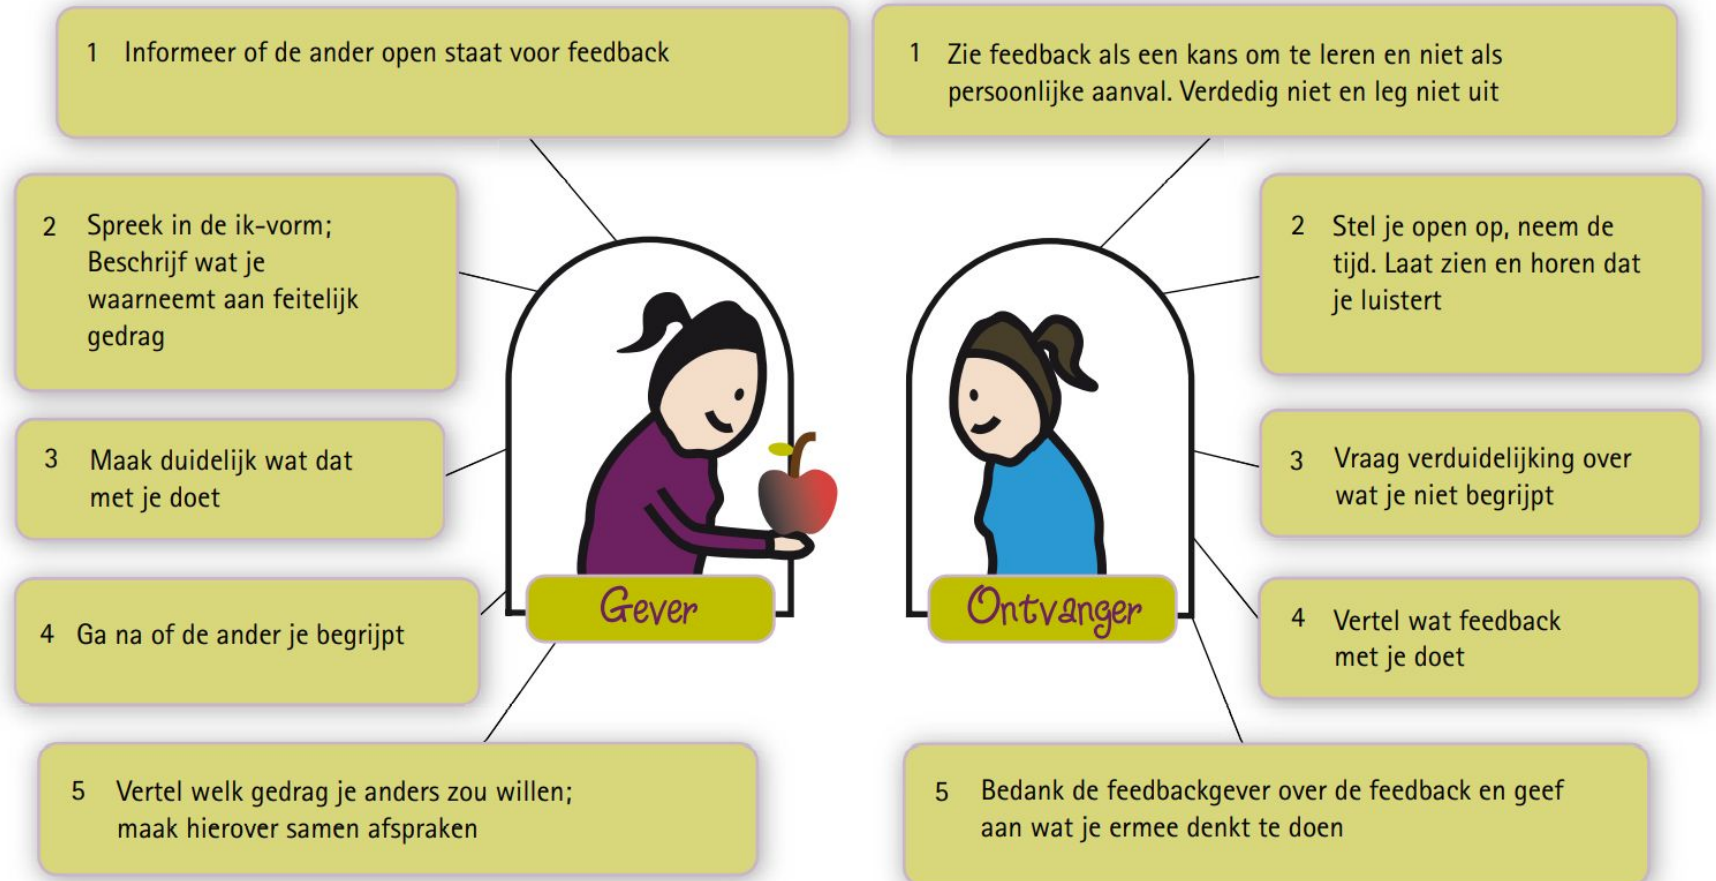 1 Informeer of de ander open staat voor feedback
2 Spreek in de ik-vorm;
Beschrijf wat je
waarneemt aan feitelijk
gedrag
3 Maak duidelijk wat dat
met je doet
4 Ga na of de ander je begrijpt
5 Vertel welk gedrag je anders zou willen;
maak hierover samen afspraken
Gever
1 Zie feedback als een kans om te leren en niet als
persoonlijke aanval. Verdedig niet en leg niet uit
2 Stel je open op, neem de
tijd. Laat zien en horen dat
je luistert
3 Vraag verduidelijking over
wat je niet begrijpt
4 Vertel wat feedback
met je doet
5 Bedank de feedbackgever over de feedback en geef
aan wat je ermee denkt te doen
Ontvanger